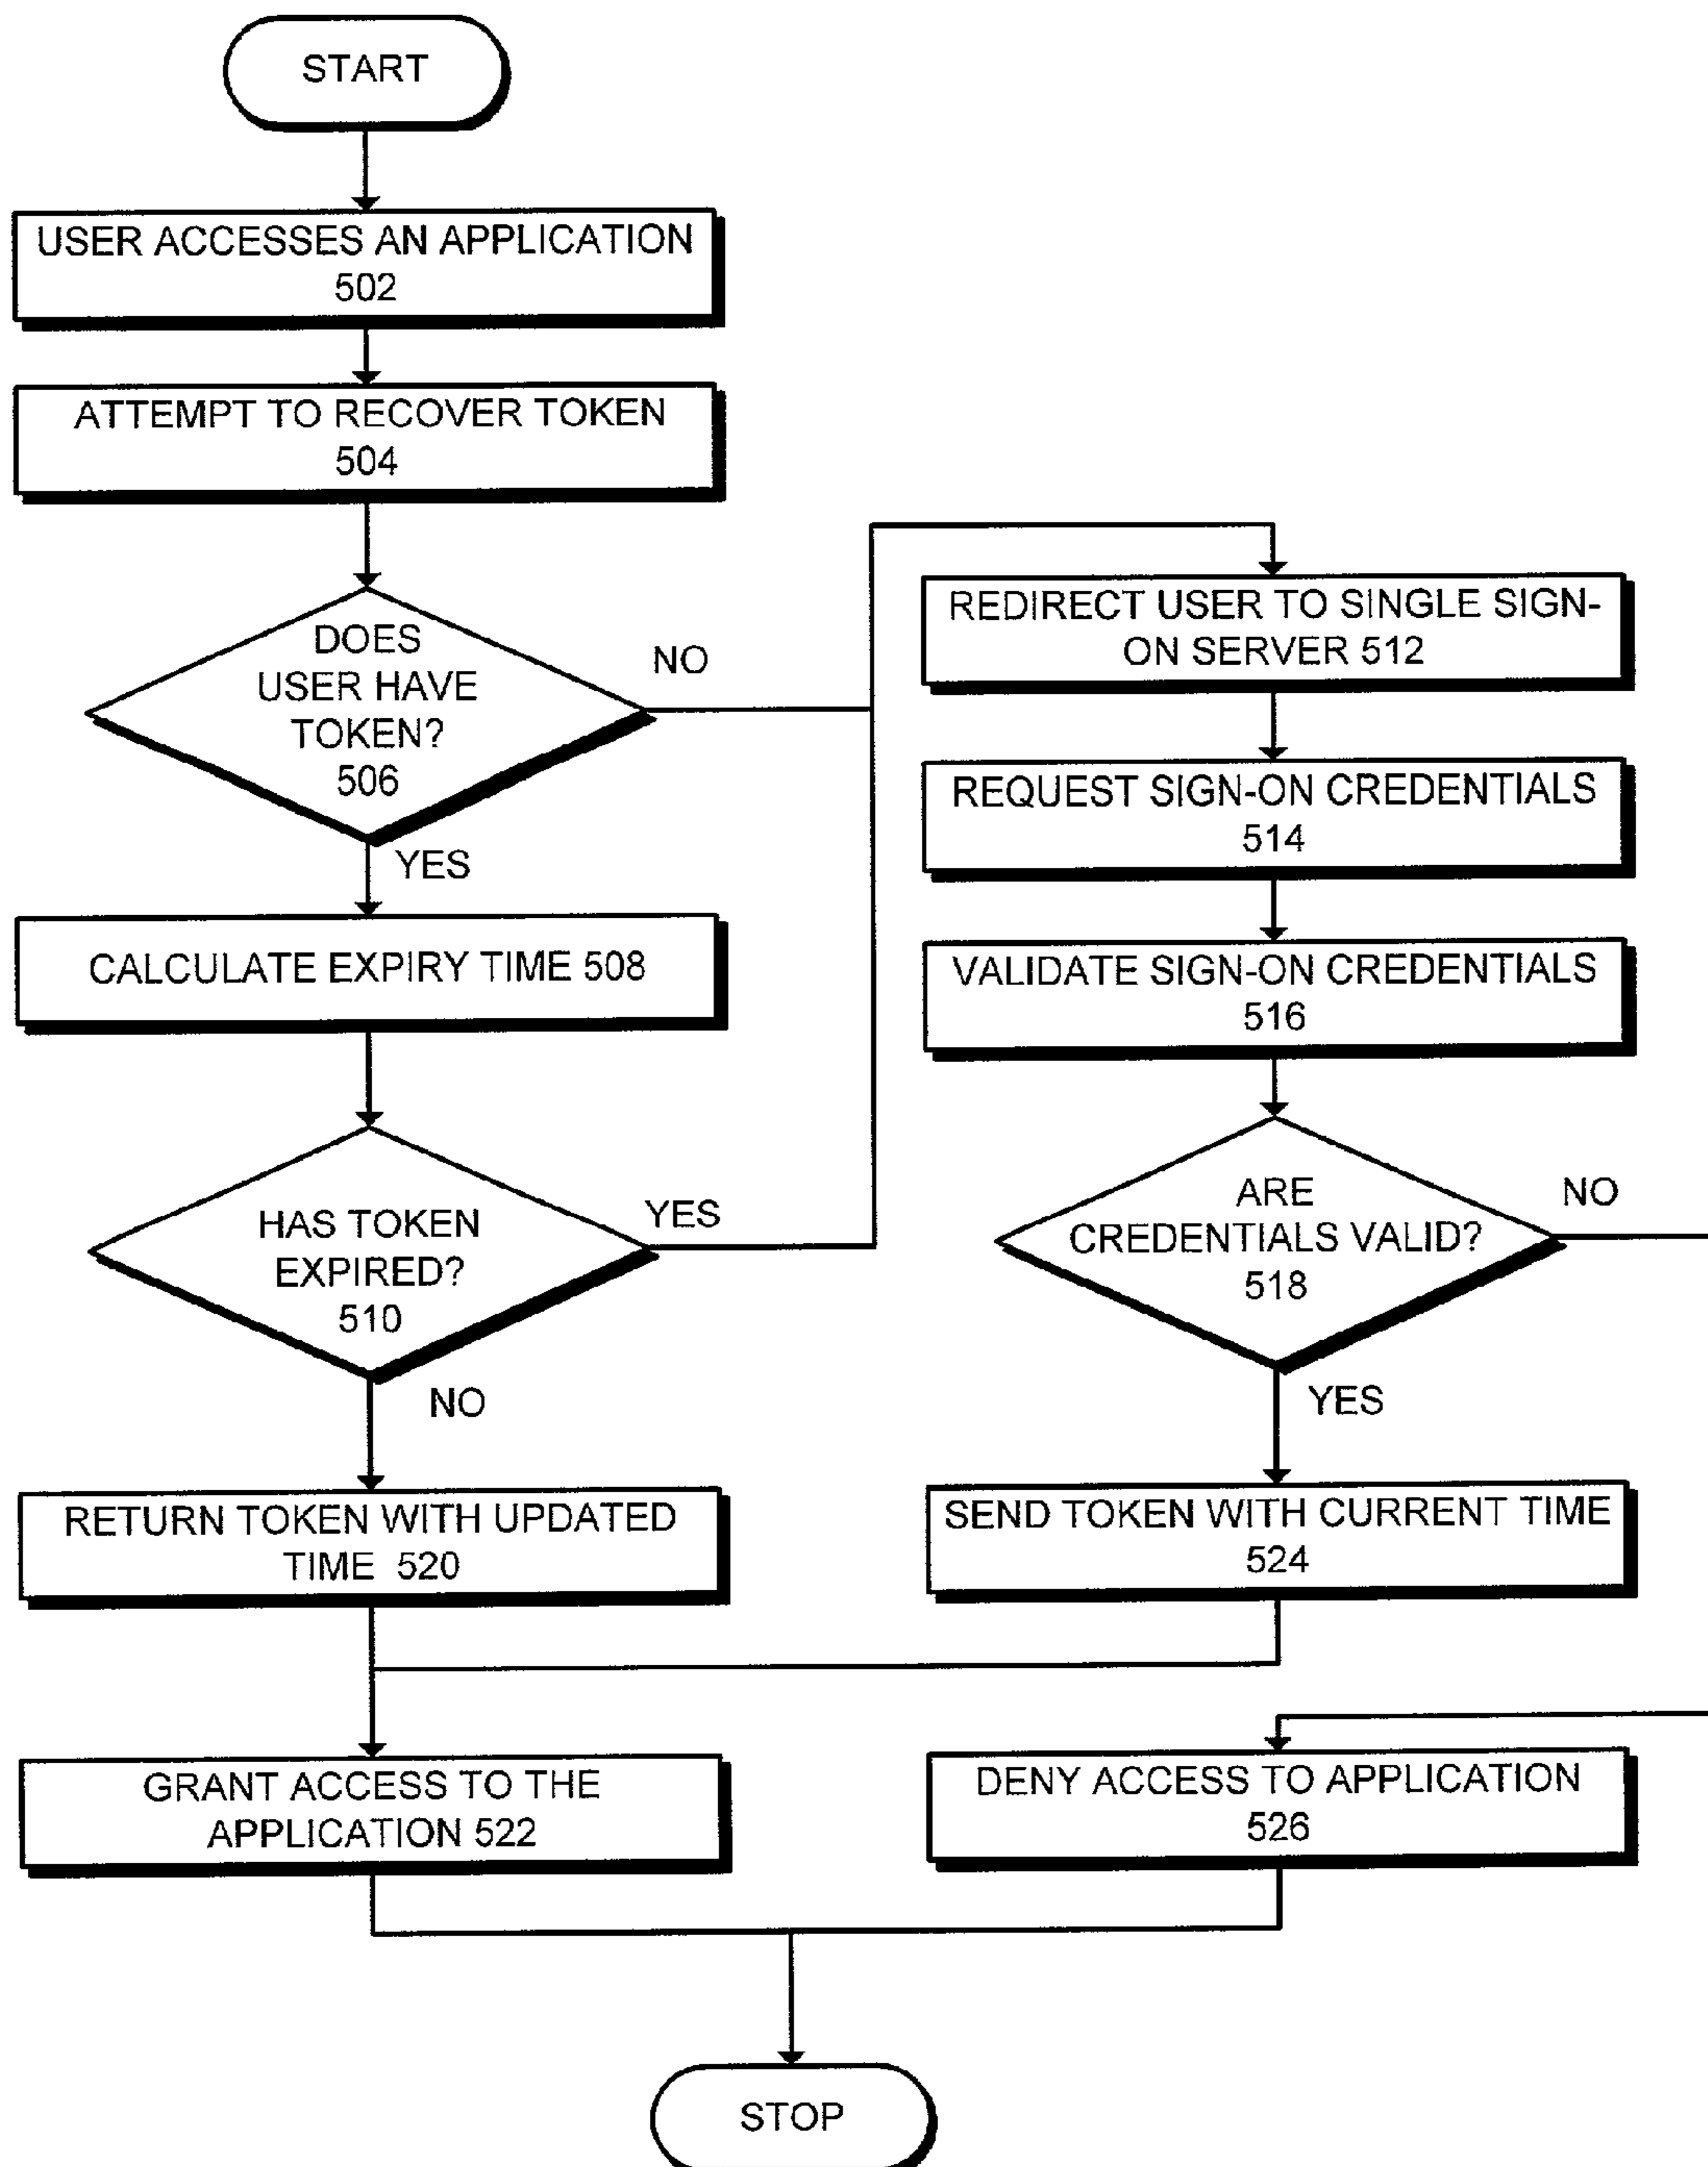 START
USER ACCESSES AN APPLICATION
502
ATTEMPT TO RECOVER TOKEN
504
DOES
USER HAVE
TOKEN?
506
NO
YES
CALCULATE EXPIRY TIME 508
HAS TOKEN
EXPIRED?
510
YES
NO
RETURN TOKEN WITH UPDATED
TIME 520
GRANT ACCESS TO THE
APPLICATION 522
REDIRECT USER TO SINGLE SIGN-
ON SERVER 512
REQUEST SIGN-ON CREDENTIALS
514
VALIDATE SIGN-ON CREDENTIALS
516
ARE
CREDENTIALS VALID?
518
NO
YES
SEND TOKEN WITH CURRENT TIME
524
DENY ACCESS TO APPLICATION
526
STOP